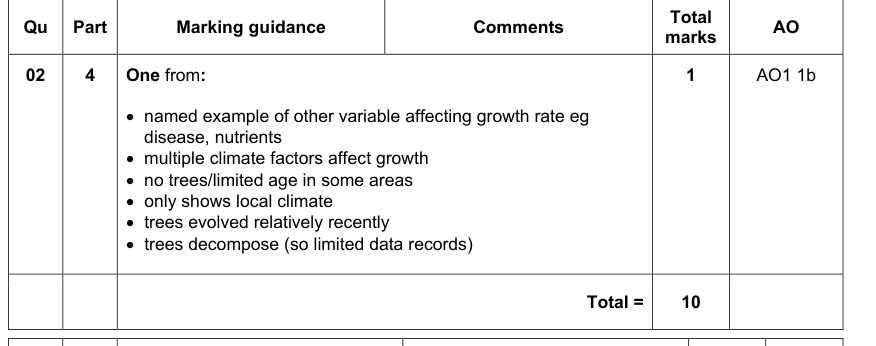 Qu Part Marking guidance Comments Total marks AO
02 4 One from: 1 AO1 1b
• named example of other variable affecting growth rate eg
disease, nutrients
• multiple climate factors affect growth
• no trees/limited age in some areas
• only shows local climate
• trees evolved relatively recently
• trees decompose (so limited data records)
Total = 10